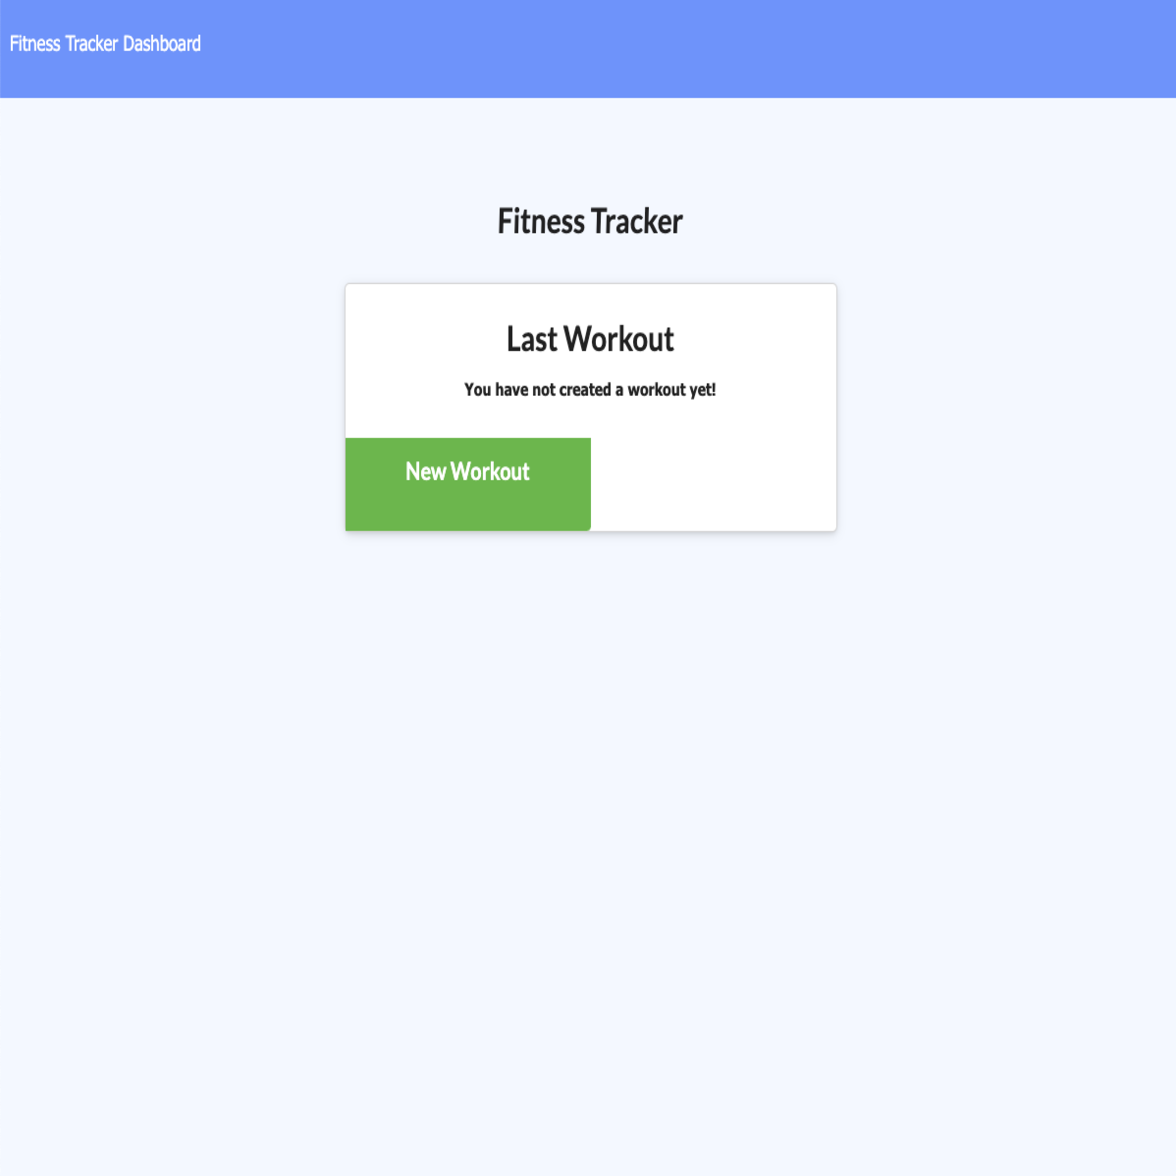 Fitness Tracker Dashboard
Fitness Tracker
Last Workout
You have not created a workout yet!
New Workout